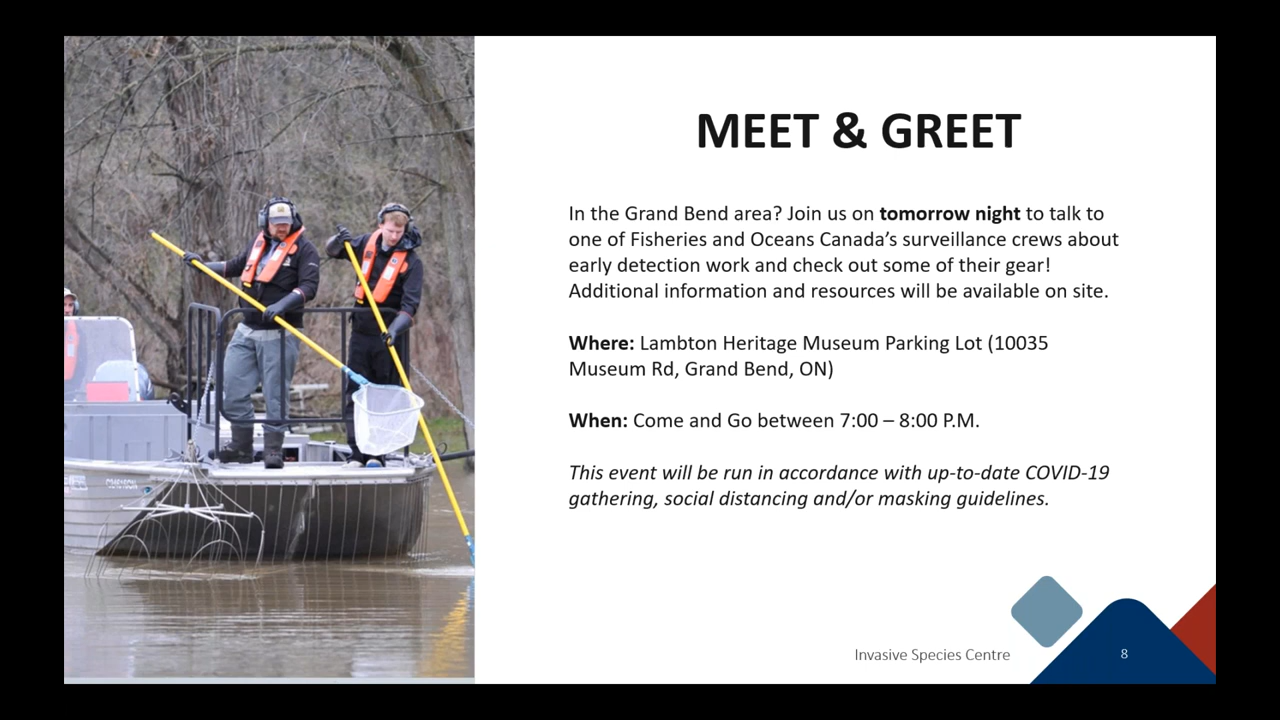 MEET & GREET
In the Grand Bend area? Join us on tomorrow night to talk to
one of Fisheries and Oceans Canada’s surveillance crews about
early detection work and check out some of their gear!
Additional information and resources will be available on site.
Where: Lambton Heritage Museum Parking Lot (10035
Museum Rd, Grand Bend, ON)
When: Come and Go between 7:00 – 8:00 P.M.
This event will be run in accordance with up-to-date COVID-19
gathering, social distancing and/or masking guidelines.
Invasive Species Centre
8